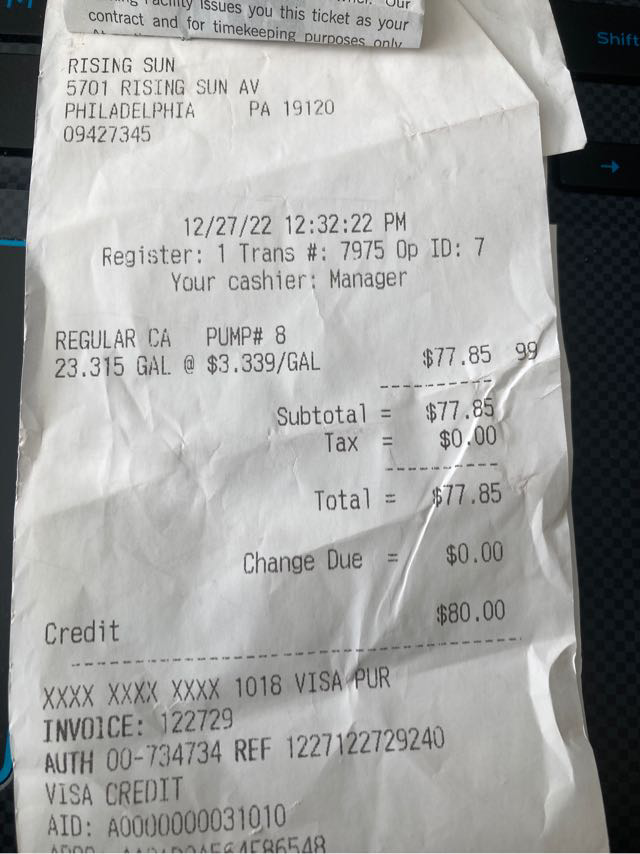 Facility issues you this ticket as your
contract and for timekeeping purposes only
Shift
RISING SUN
5701 RISING SUN AV
PHILADELPHIA PA 19120
09427345
12/27/22 12:32:22 PM
Register: 1 Trans #: 7975 Op ID: 7
Your cashier: Manager
REGULAR CA PUMP# 8
23.315 GAL @ $3.339/GAL $77.85 99
Subtotal = $77.85
Tax = $0.00
Total = $77.85
Change Due = $0.00
Credit $80.00
XXXX XXXX XXXX 1018 VISA PUR
INVOICE: 122729
AUTH 00-734734 REF 1227122729240
VISA CREDIT
AID: A0000000031010